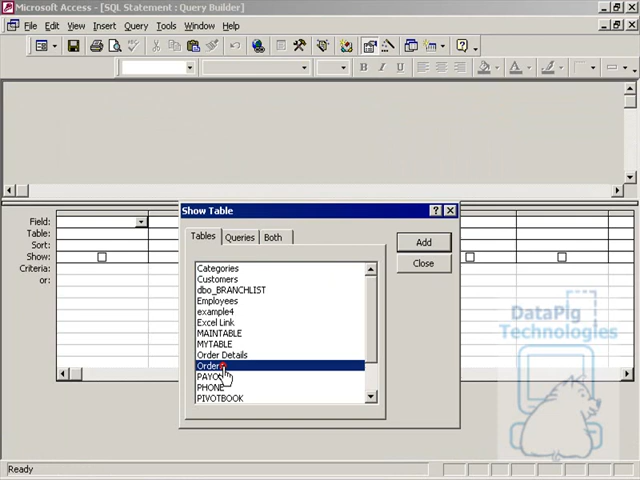 Microsoft Access - [SQL Statement : Query Builder]
File Edit View Insert Query Tools Window Help
B I U
Show Table
Tables Queries Both
Add
Close
Categories
Customers
dbo_BRANCHLIST
Employees
example4
Excel Link
MAINTABLE
MYTABLE
Order Details
PHONE
PIVOTBOOK
Field:
Table:
Sort:
Show:
Criteria:
or:
DataPig
Technologies
Ready